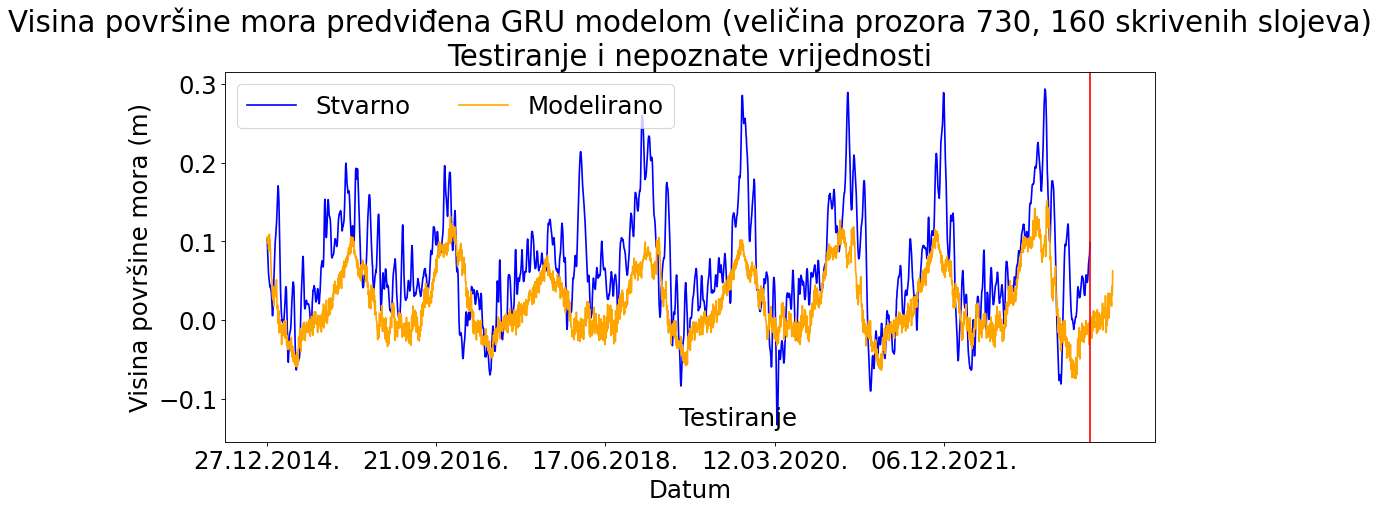 Visina površine mora predviđena GRU modelom (veličina prozora 730, 160 skrivenih slojeva)
Testiranje i nepoznate vrijednosti
Stvarno Modelirano
Visina površine mora (m)
0.3
0.2
0.1
0.0
−0.1
Testiranje
27.12.2014. 21.09.2016. 17.06.2018. 12.03.2020. 06.12.2021.
Datum